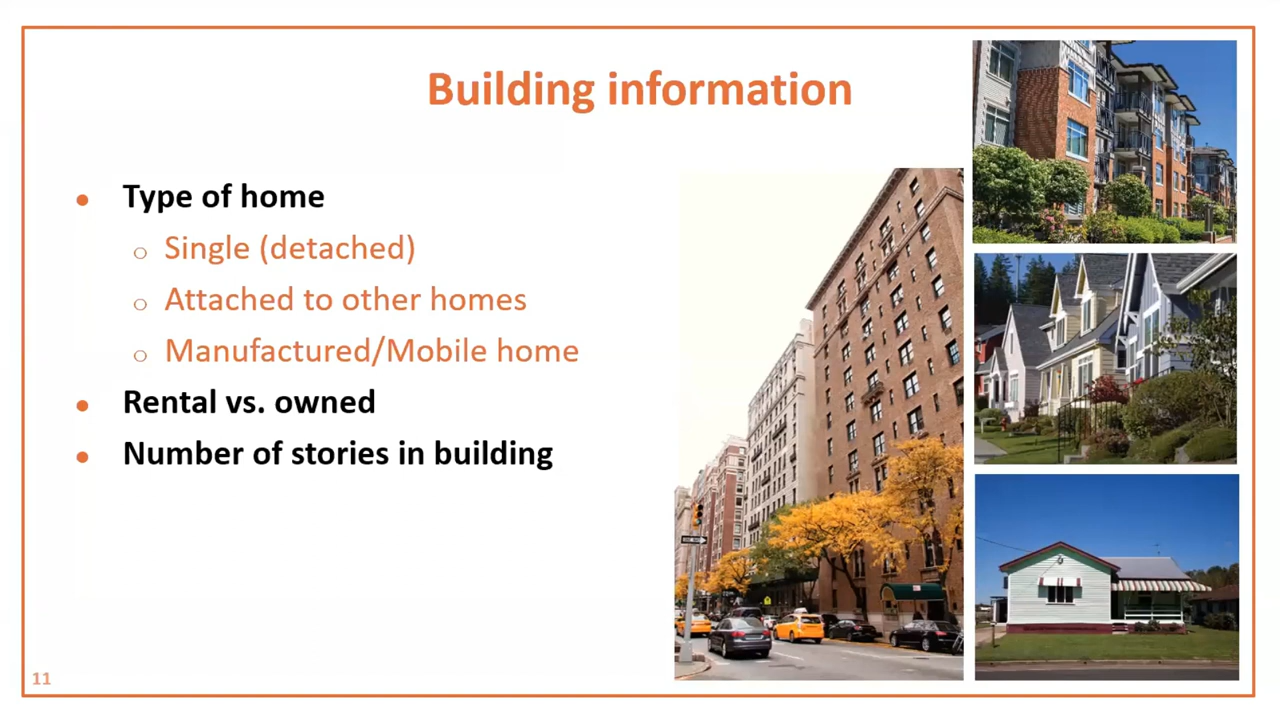 Building information
Type of home
Single (detached)
Attached to other homes
Manufactured/Mobile home
Rental vs. owned
Number of stories in building
11